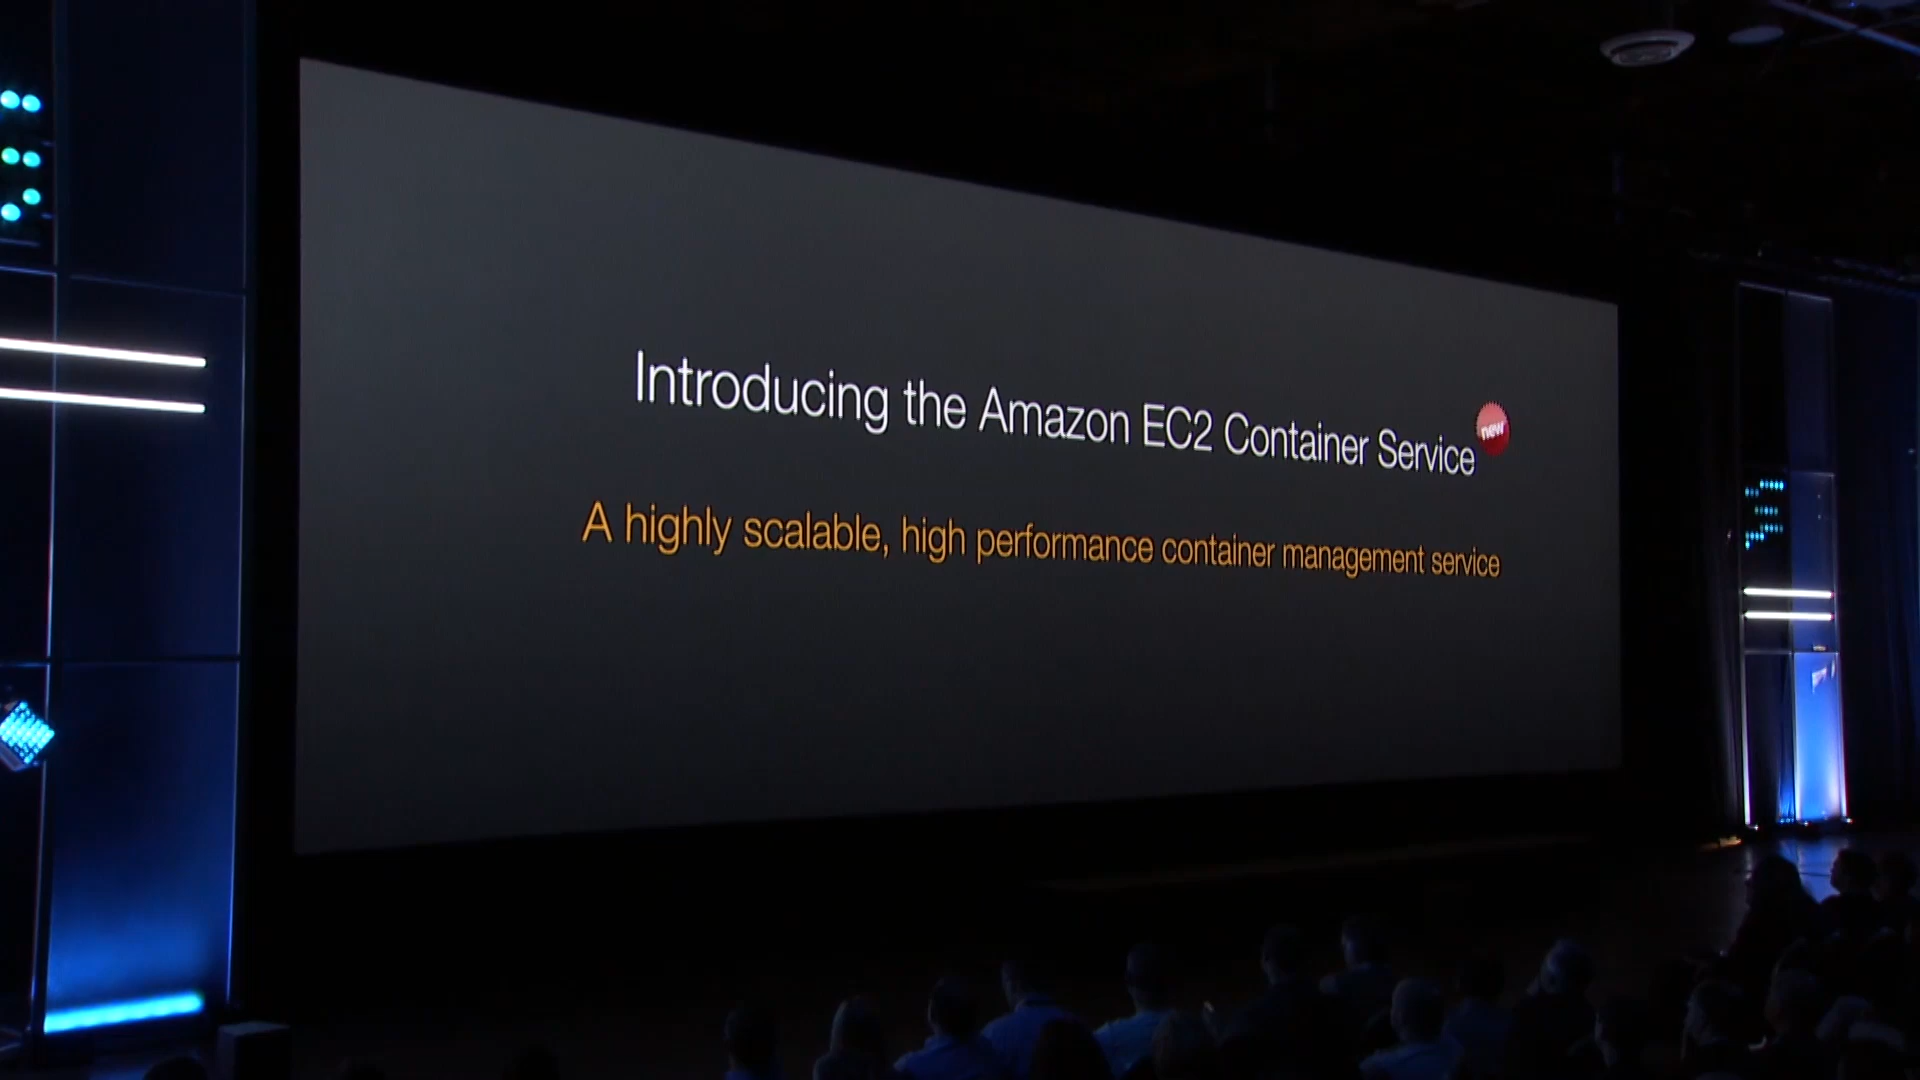 Introducing the Amazon EC2 Container Service new
A highly scalable, high performance container management service